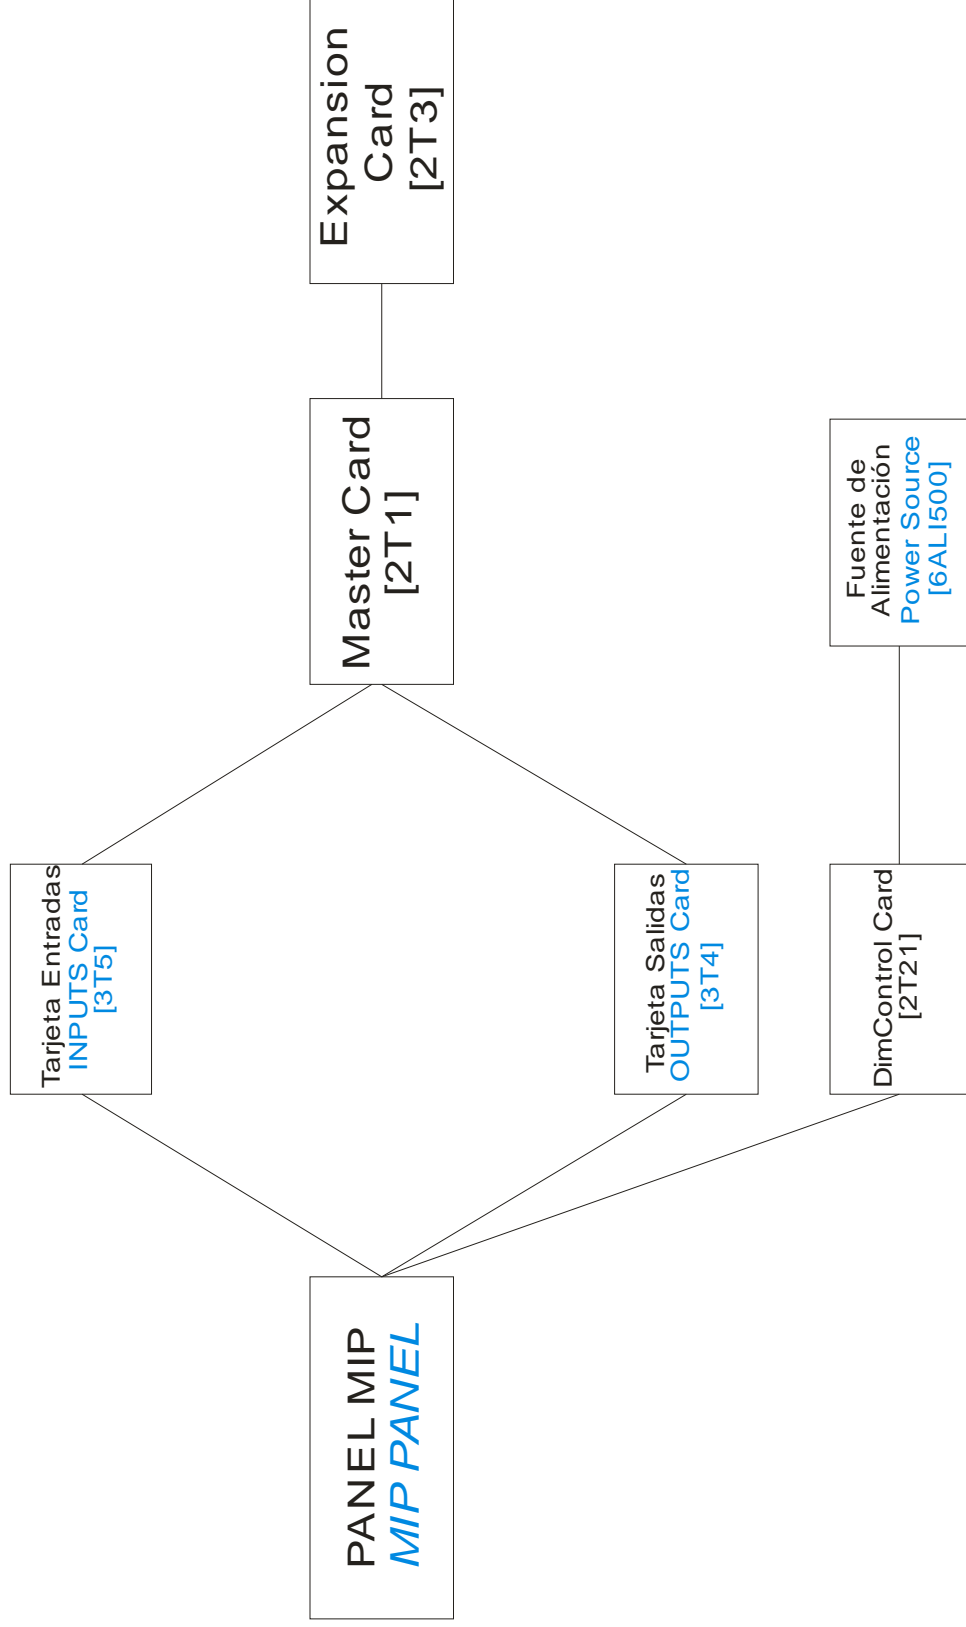 PANEL MIP
MIP PANEL
Tarjeta Entradas
INPUTS Card
[3T5]
Tarjeta Salidas
OUTPUTS Card
[3T4]
DimControl Card
[2T21]
Master Card
[2T1]
Fuente de
Alimentación
Power Source
[6ALI500]
Expansion
Card
[2T3]